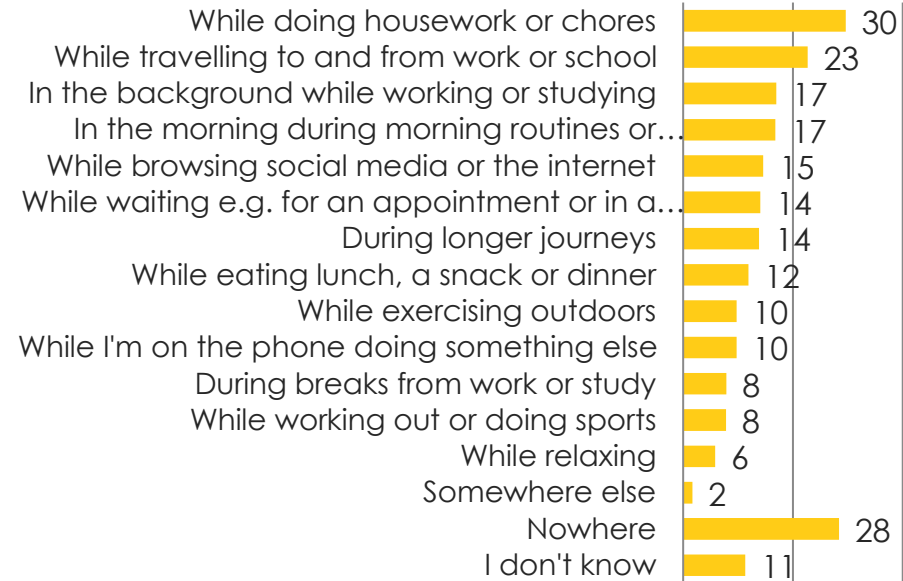 While doing housework or chores 30
While travelling to and from work or school 23
In the background while working or studying 17
In the morning during morning routines or… 17
While browsing social media or the internet 15
While waiting e.g. for an appointment or in a… 14
During longer journeys 14
While eating lunch, a snack or dinner 12
While exercising outdoors 10
While I'm on the phone doing something else 10
During breaks from work or study 8
While working out or doing sports 8
While relaxing 6
Somewhere else 2
Nowhere 28
I don't know 11